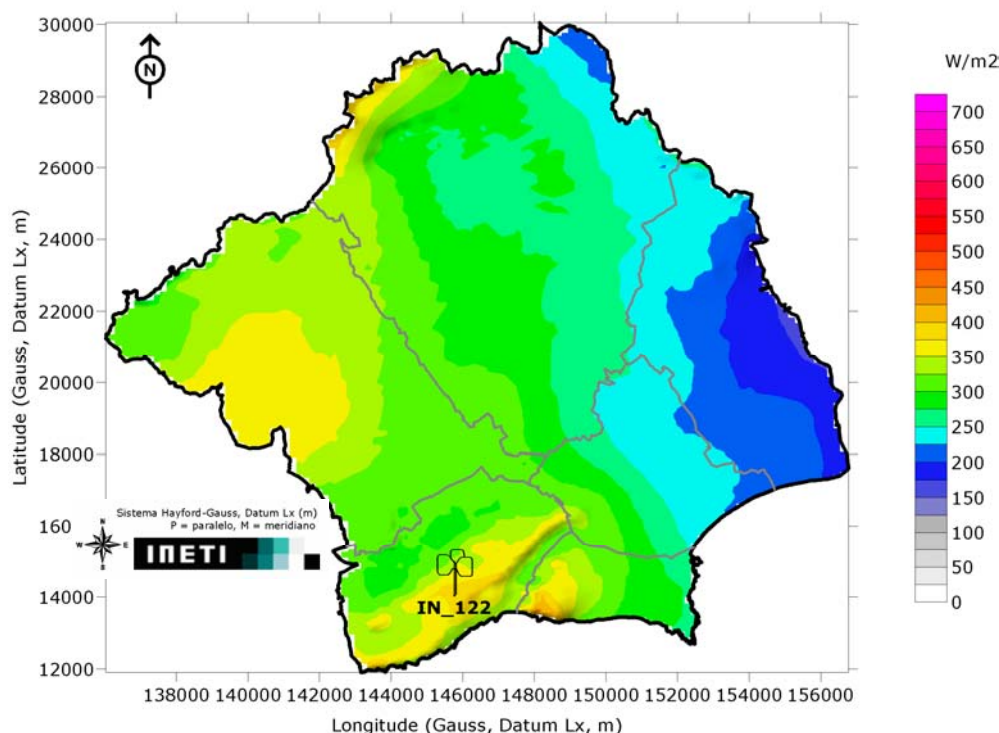 30000
28000
26000
24000
22000
20000
18000
160
14000
12000
Latitude (Gauss, Datum Lx, m)
N
Sistema Hayford-Gauss, Datum Lx (m)
P = paralelo, M = meridiano
N
W
E
S
INETI
IN_122
138000 140000 142000 144000 146000 148000 150000 152000 154000 156000
Longitude (Gauss, Datum Lx, m)
W/m2
700
650
600
550
500
450
400
350
300
250
200
150
100
50
0